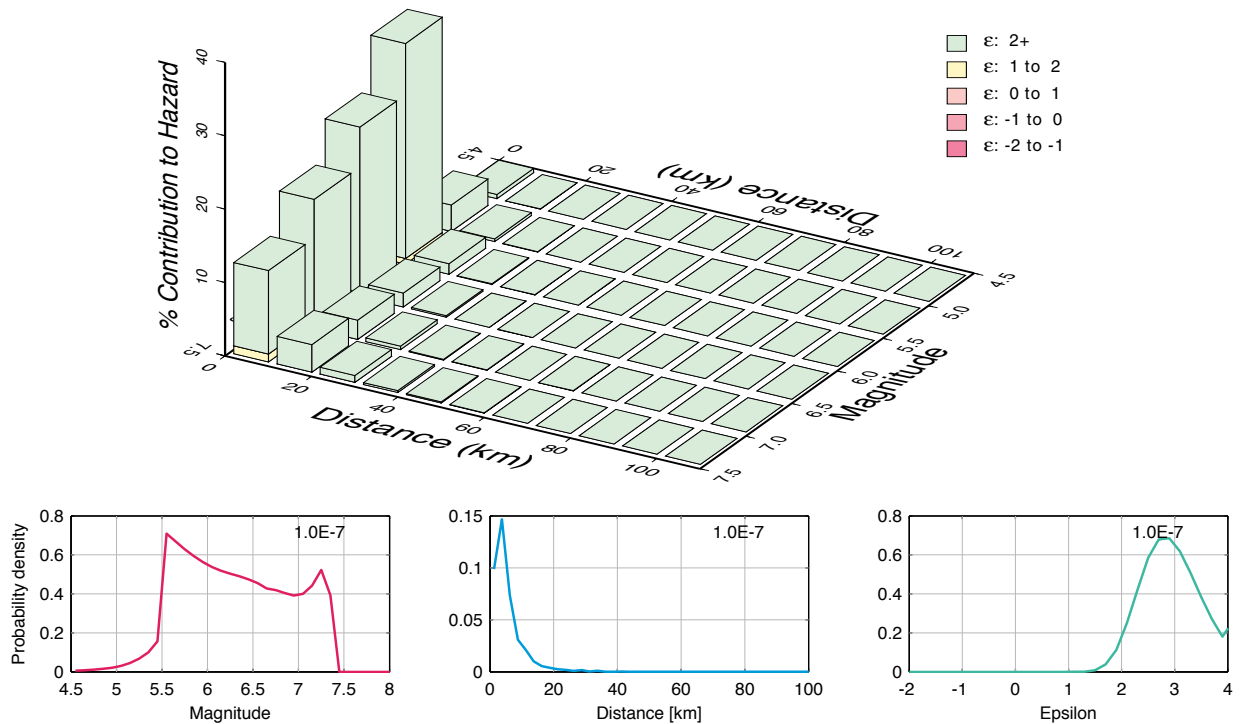 ε: 2+
ε: 1 to 2
ε: 0 to 1
ε: -1 to 0
ε: -2 to -1
% Contribution to Hazard
40
30
20
10
4.5
0
20
40
60
80
100
Distance (km)
4.5
5.0
5.5
6.0
6.5
7.0
7.5
Magnitude
7.5
0
20
40
60
80
100
Distance (km)
Probability density
0.8
0.6
0.4
0.2
0
1.0E-7
4.5 5 5.5 6 6.5 7 7.5 8
Magnitude
0.15
0.1
0.05
0
1.0E-7
0 20 40 60 80 100
Distance [km]
0.8
0.6
0.4
0.2
0
1.0E-7
-2 -1 0 1 2 3 4
Epsilon